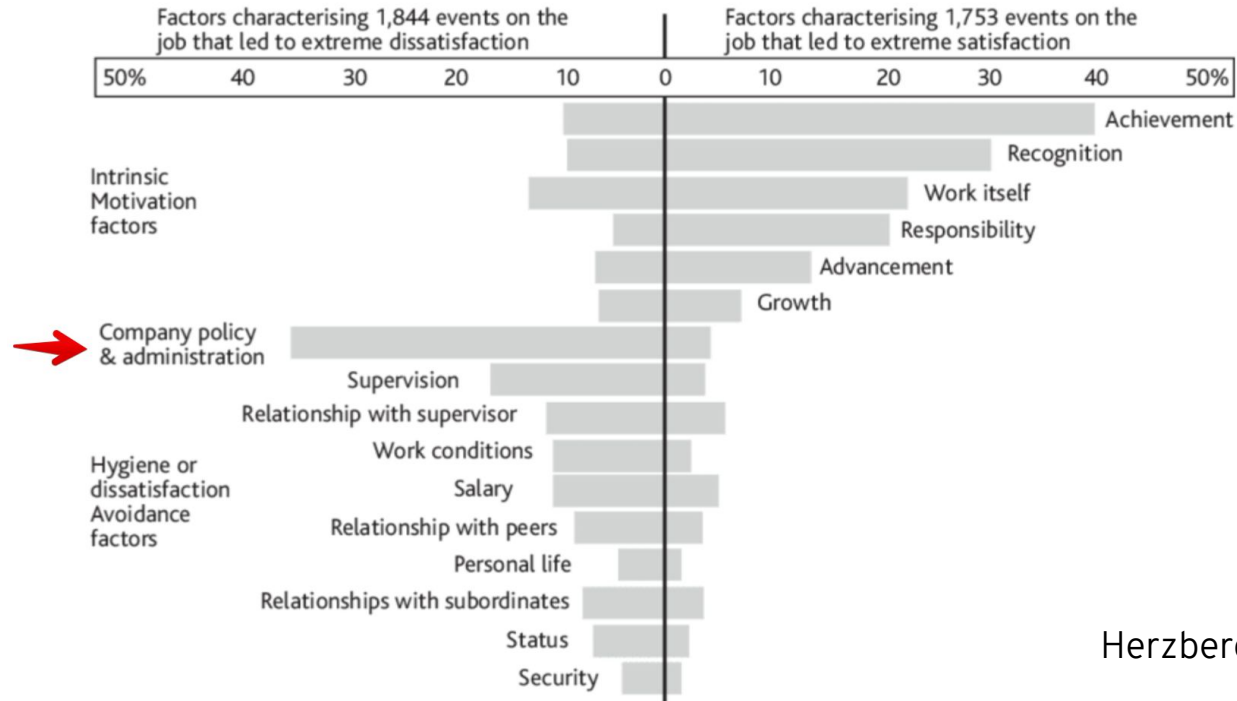 Factors characterising 1,844 events on the
job that led to extreme dissatisfaction
Factors characterising 1,753 events on the
job that led to extreme satisfaction
50% 40 30 20 10 0 10 20 30 40 50%
Achievement
Recognition
Intrinsic
Motivation
factors
Work itself
Responsibility
Advancement
Growth
Company policy
& administration
Supervision
Relationship with supervisor
Work conditions
Hygiene or
dissatisfaction
Avoidance
factors
Salary
Relationship with peers
Personal life
Relationships with subordinates
Status
Security